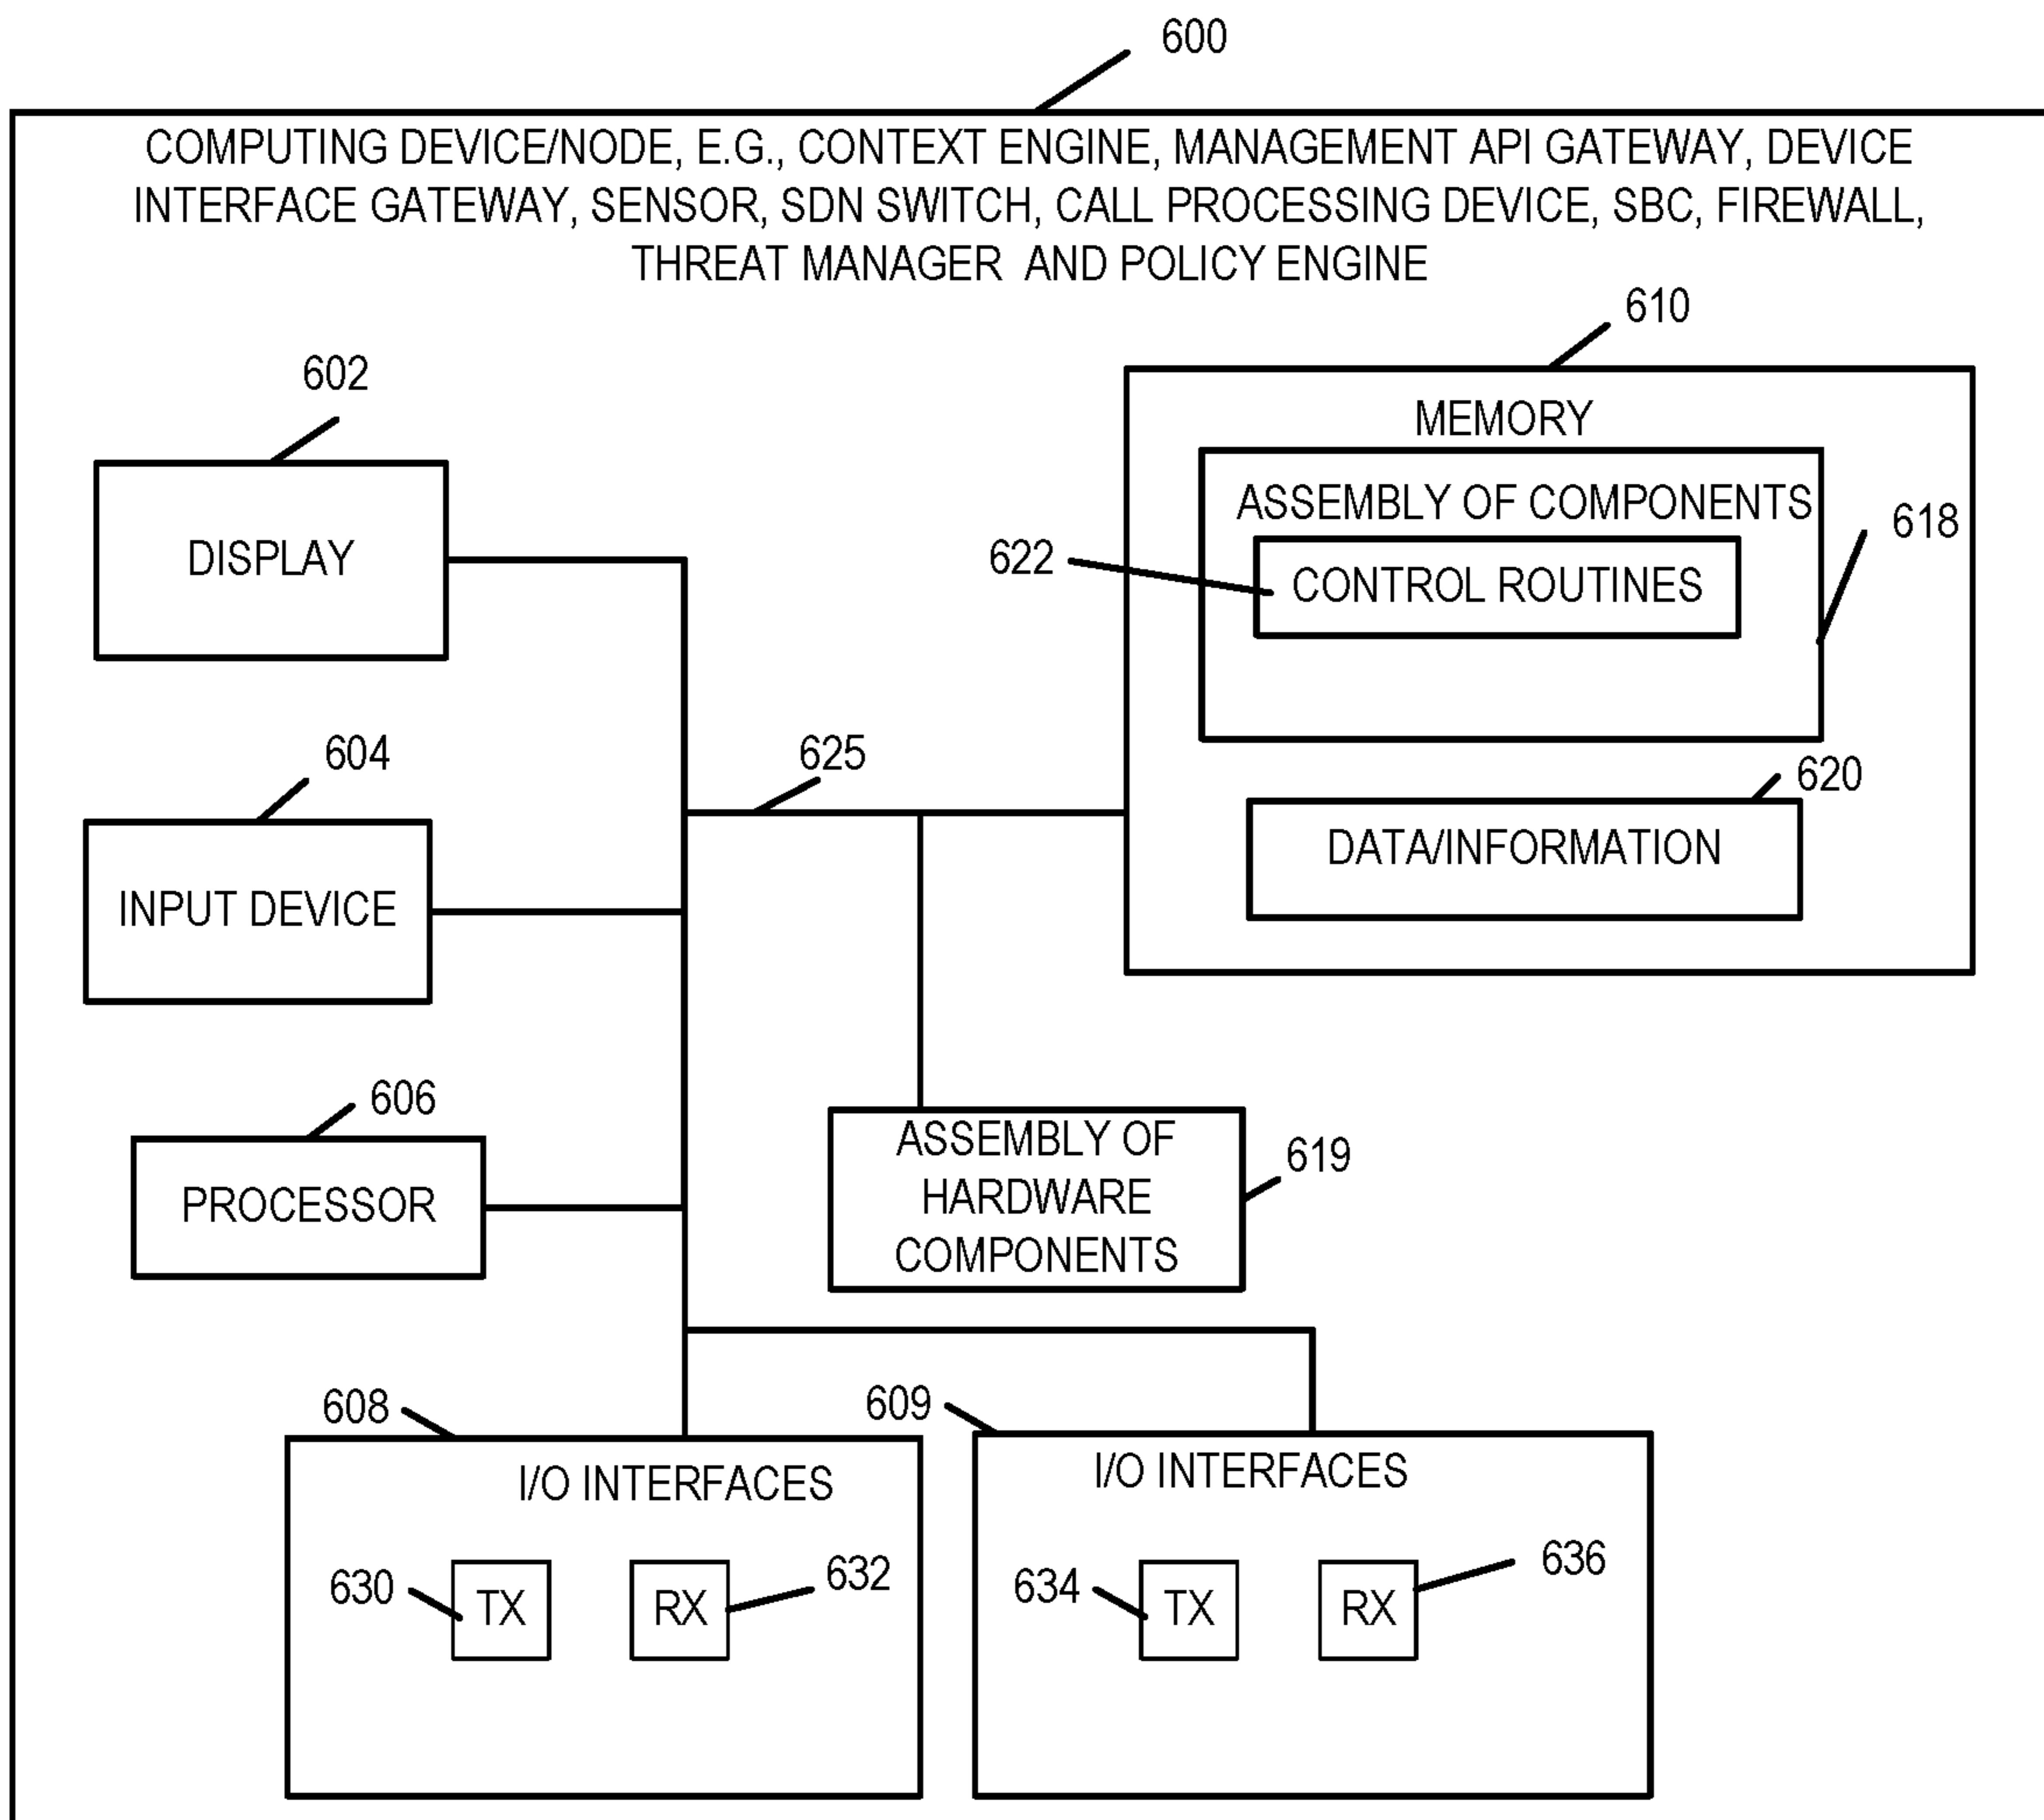 600
COMPUTING DEVICE/NODE, E.G., CONTEXT ENGINE, MANAGEMENT API GATEWAY, DEVICE
INTERFACE GATEWAY, SENSOR, SDN SWITCH, CALL PROCESSING DEVICE, SBC, FIREWALL,
THREAT MANAGER AND POLICY ENGINE
610
602
MEMORY
ASSEMBLY OF COMPONENTS
618
DISPLAY
622
CONTROL ROUTINES
604
625
620
DATA/INFORMATION
INPUT DEVICE
606
ASSEMBLY OF
HARDWARE
COMPONENTS
619
PROCESSOR
608
609
I/O INTERFACES
I/O INTERFACES
630
TX
RX
632
634
TX
RX
636